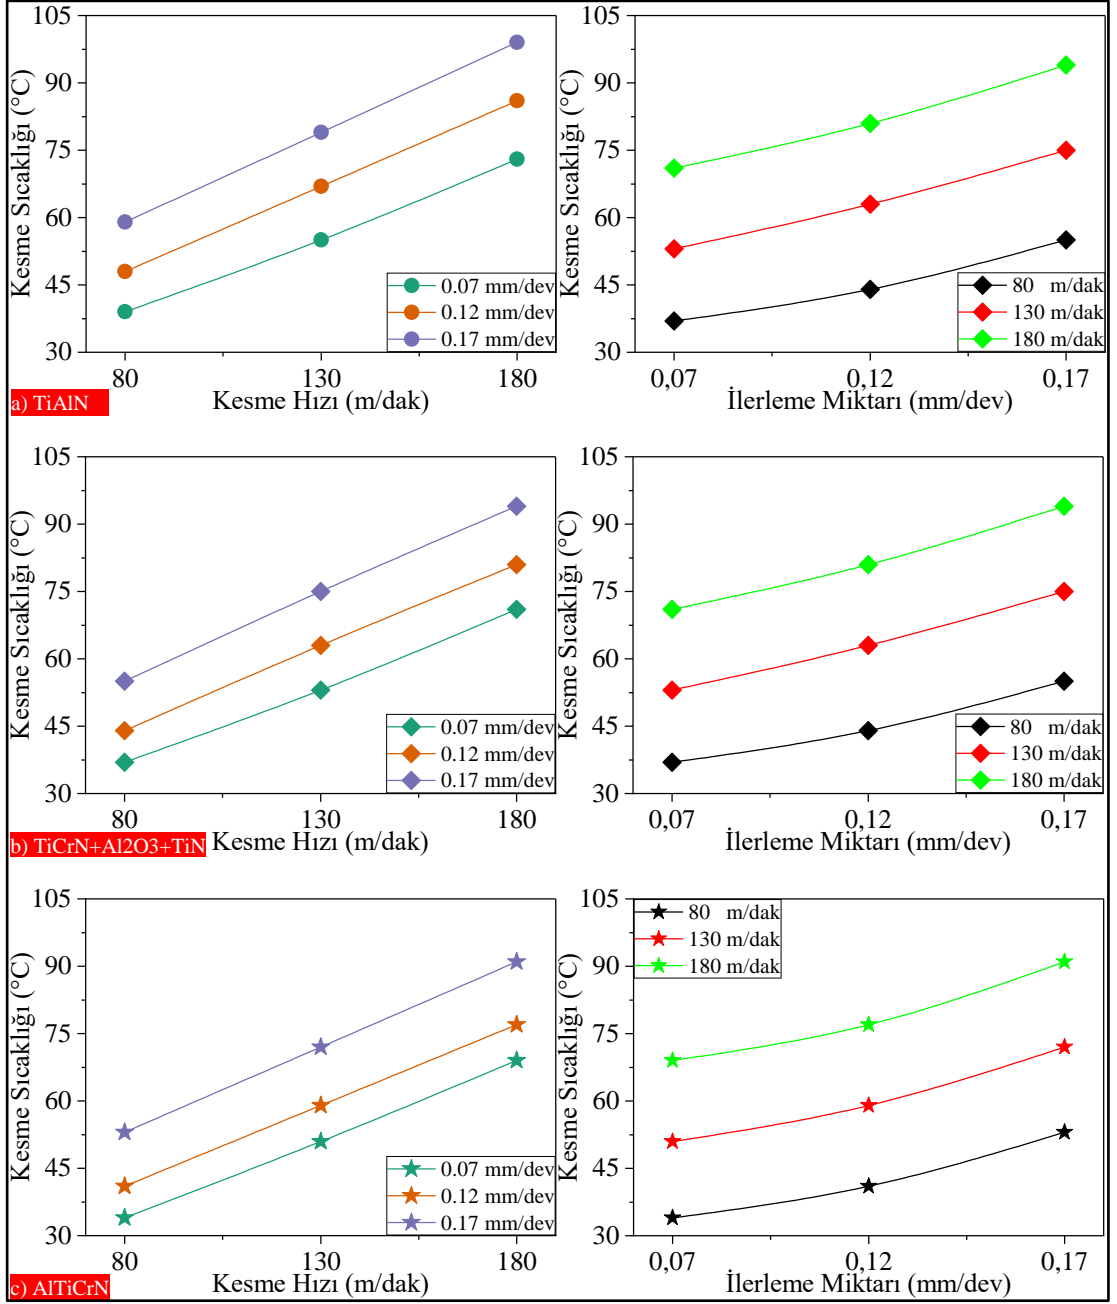 105
90
75
60
45
30
Kesme Sıcaklığı (°C)
0.07 mm/dev
0.12 mm/dev
0.17 mm/dev
80 130 180
Kesme Hızı (m/dak)
a) TiAlN
105
90
75
60
45
30
Kesme Sıcaklığı (°C)
80 m/dak
130 m/dak
180 m/dak
0,07 0,12 0,17
İlerleme Miktarı (mm/dev)
105
90
75
60
45
30
Kesme Sıcaklığı (°C)
0.07 mm/dev
0.12 mm/dev
0.17 mm/dev
80 130 180
Kesme Hızı (m/dak)
b) TiCrN+Al2O3+TiN
105
90
75
60
45
30
Kesme Sıcaklığı (°C)
80 m/dak
130 m/dak
180 m/dak
0,07 0,12 0,17
İlerleme Miktarı (mm/dev)
105
90
75
60
45
30
Kesme Sıcaklığı (°C)
0.07 mm/dev
0.12 mm/dev
0.17 mm/dev
80 130 180
Kesme Hızı (m/dak)
c) AlTiCrN
105
90
75
60
45
30
Kesme Sıcaklığı (°C)
80 m/dak
130 m/dak
180 m/dak
0,07 0,12 0,17
İlerleme Miktarı (mm/dev)